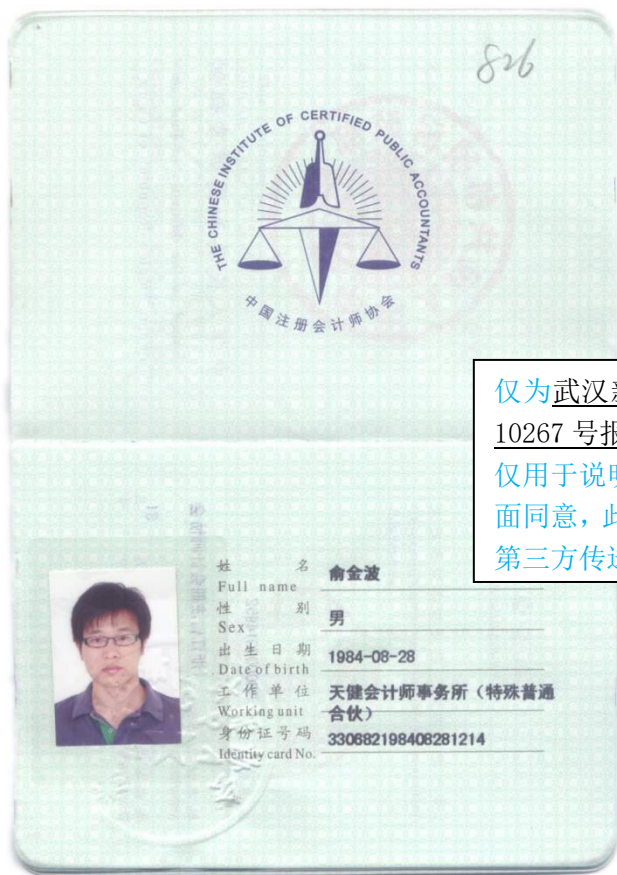 826
THE CHINESE INSTITUTE OF CERTIFIED PUBLIC ACCOUNTANTS
中国注册会计师协会
仅为武汉
10267 号报
仅用于说明
面同意，此
第三方传送
姓 名 俞金波
Full name
性 别 男
Sex
出生日期 1984-08-28
Date of birth
工作单位 天健会计师事务所（特殊普通
Working unit 合伙）
身份证号码 330682198408281214
Identity card No.